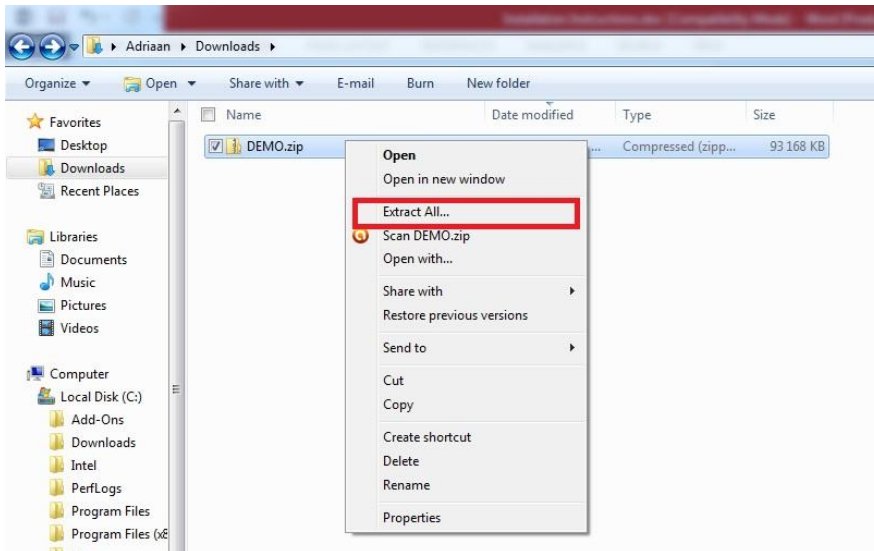 Adriaan Downloads
Organize Open Share with E-mail Burn New folder
Name Date modified Type Size
DEMO.zip ... Compressed (zipp... 93 168 KB
Favorites
Desktop
Downloads
Recent Places
Libraries
Documents
Music
Pictures
Videos
Computer
Local Disk (C:)
Add-Ons
Downloads
Intel
PerfLogs
Program Files
Program Files (x8
Open
Open in new window
Extract All...
Scan DEMO.zip
Open with...
Share with
Restore previous versions
Send to
Cut
Copy
Create shortcut
Delete
Rename
Properties